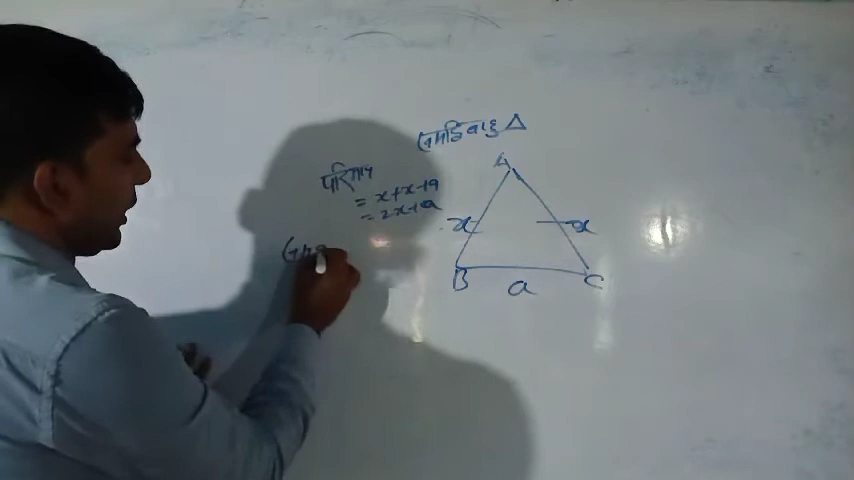 समद्विबाहु Δ
परिमाप
= x+x+a
= 2x+a
A
x
x
B
C
a